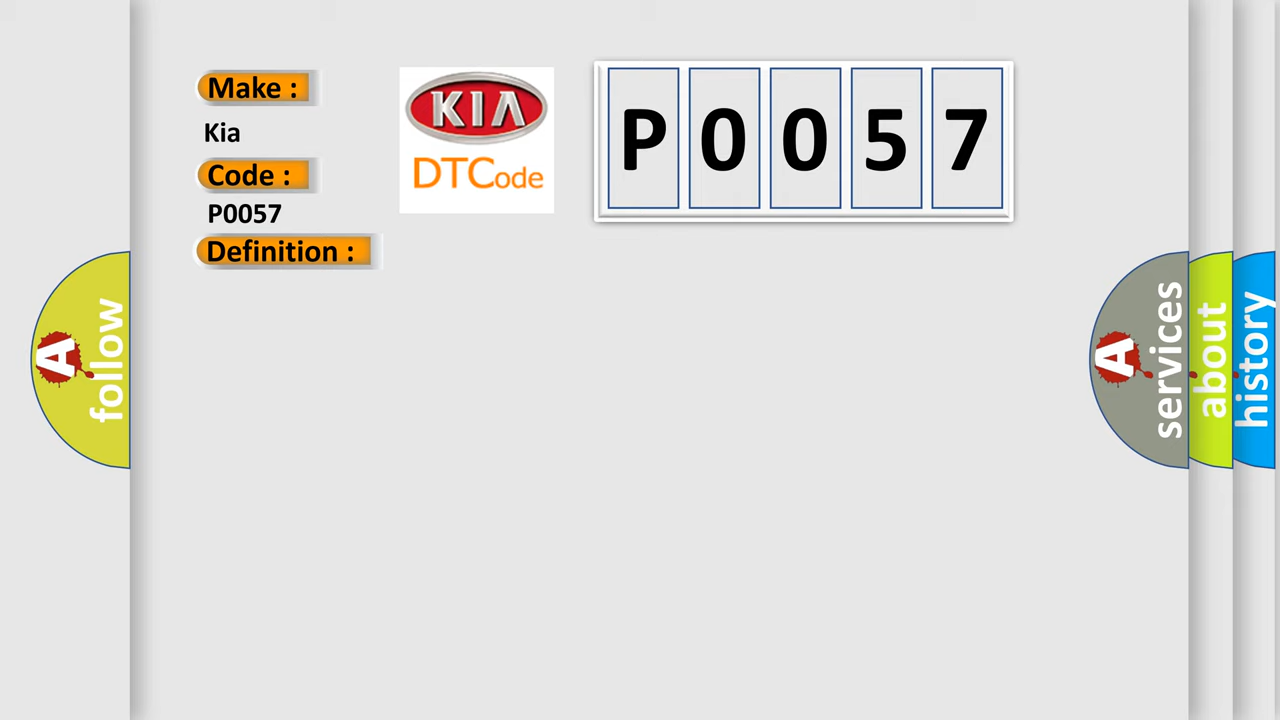 Make :
Kia
Code :
P0057
Definition :
KIA
DTCode
P 0 0 5 7
A follow
A services
about
history